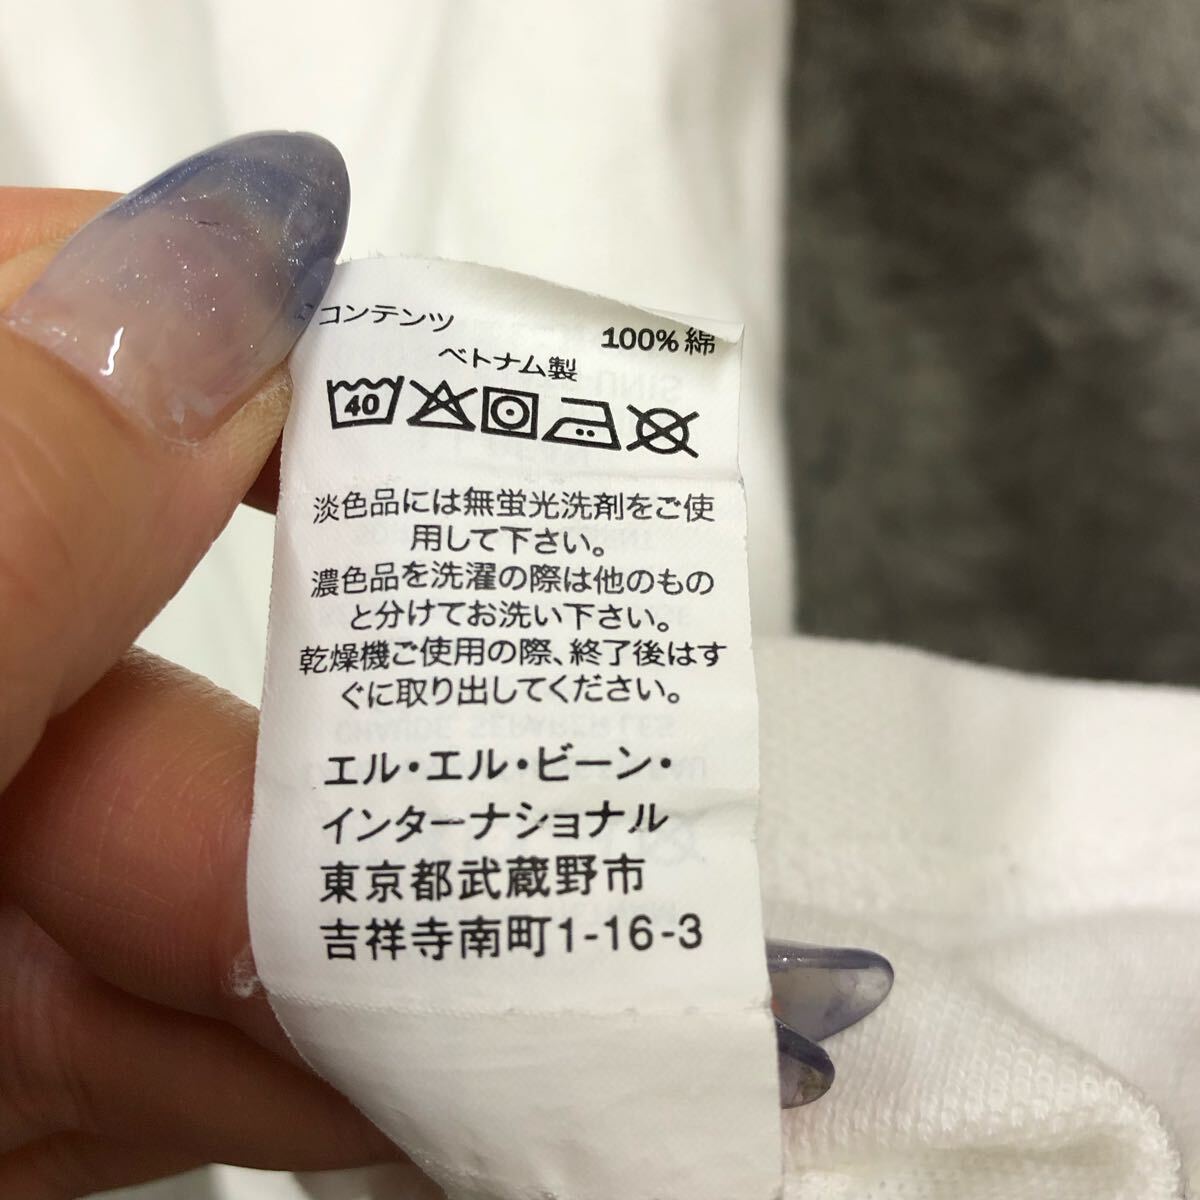 コンテンツ 100% 綿
ベトナム製
40
淡色品には無蛍光洗剤をご使
用して下さい。
濃色品を洗濯の際は他のもの
と分けてお洗い下さい。
乾燥機ご使用の際、終了後はす
ぐに取り出してください。
エル・エル・ビーン・
インターナショナル
東京都武蔵野市
吉祥寺南町1-16-3